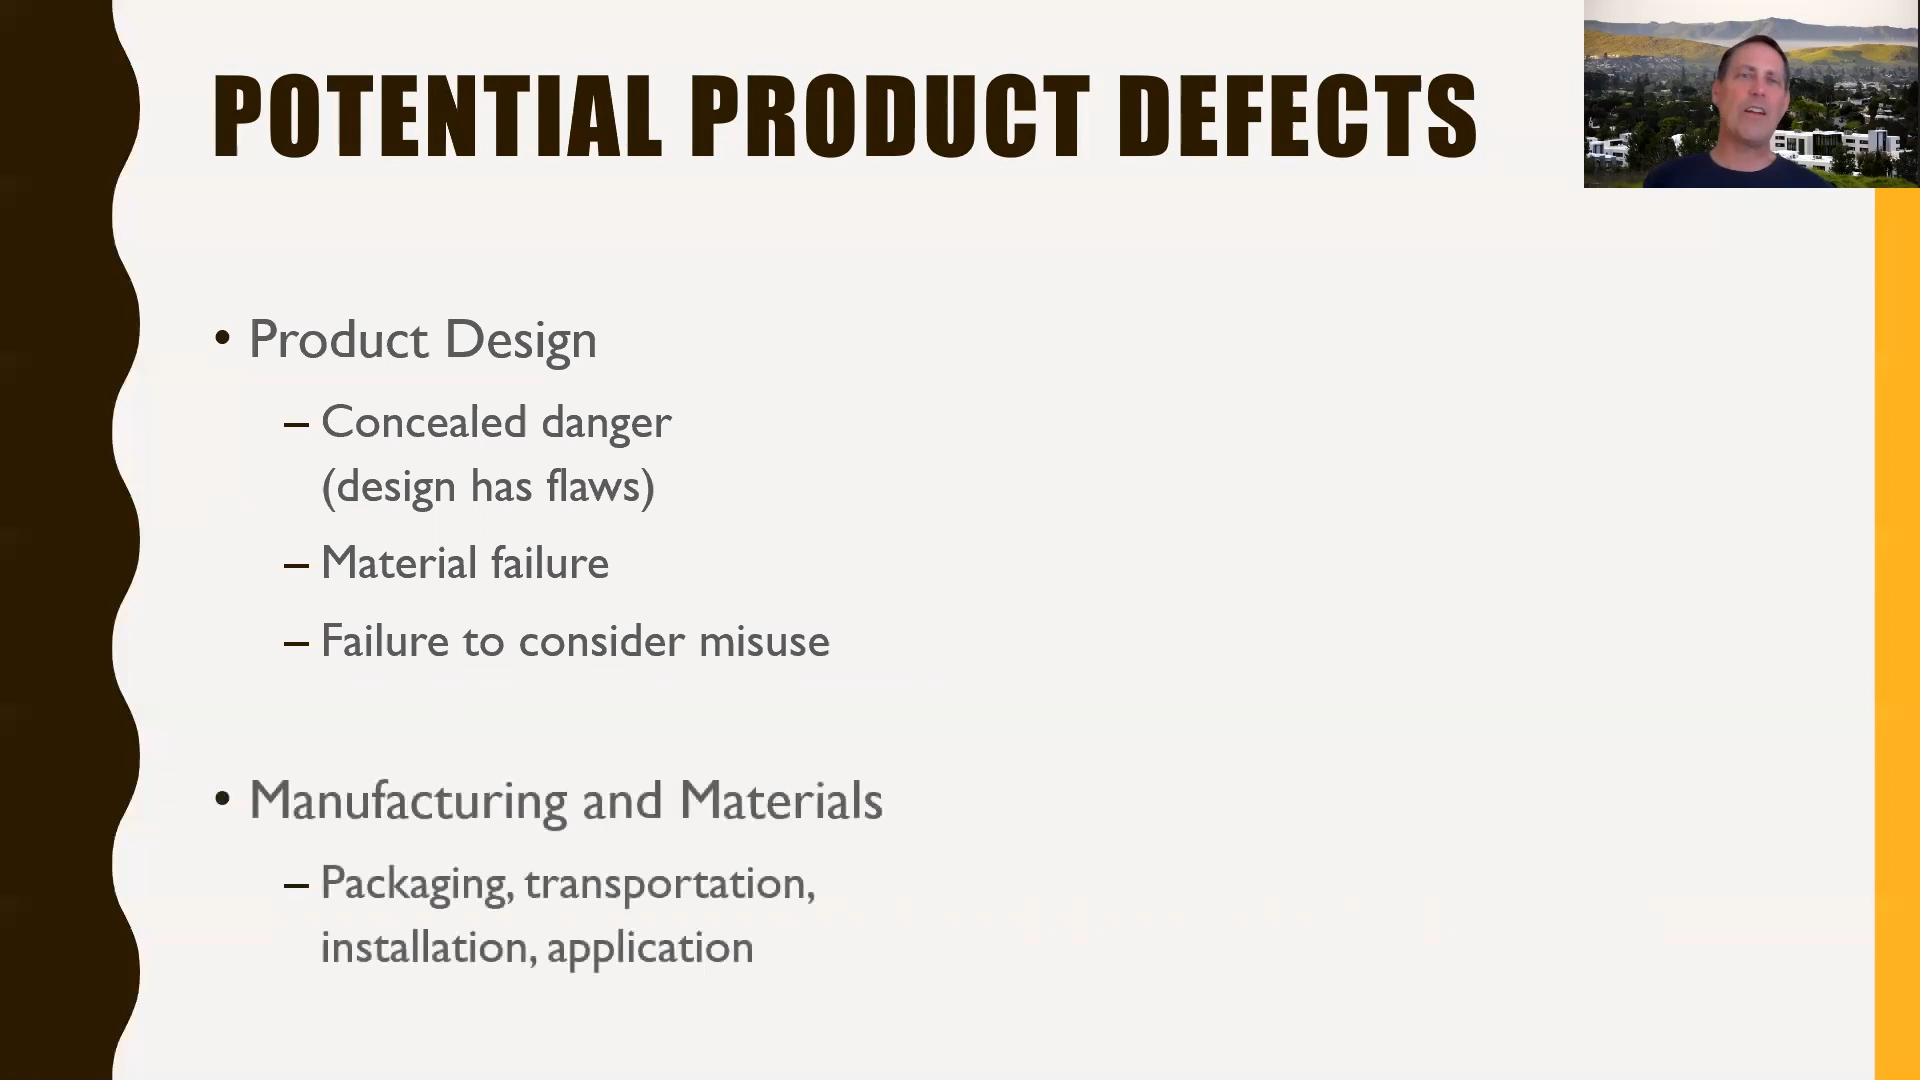 POTENTIAL PRODUCT DEFECTS
• Product Design
– Concealed danger
(design has flaws)
– Material failure
– Failure to consider misuse
• Manufacturing and Materials
– Packaging, transportation,
installation, application